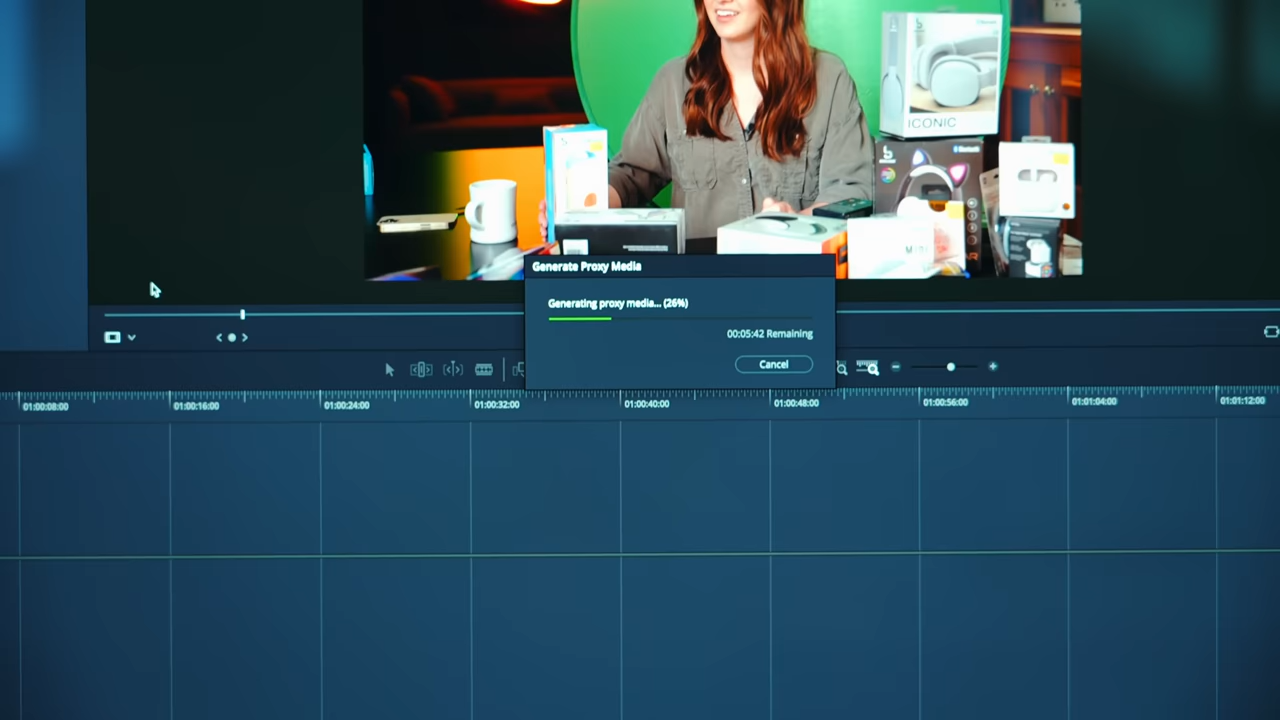 ICONIC
Bluetooth
Generate Proxy Media
Generating proxy media... (26%)
00:05:42 Remaining
Cancel
01:00:08:00
01:00:16:00
01:00:24:00
01:00:32:00
01:00:40:00
01:00:48:00
01:00:56:00
01:01:04:00
01:01:12:00